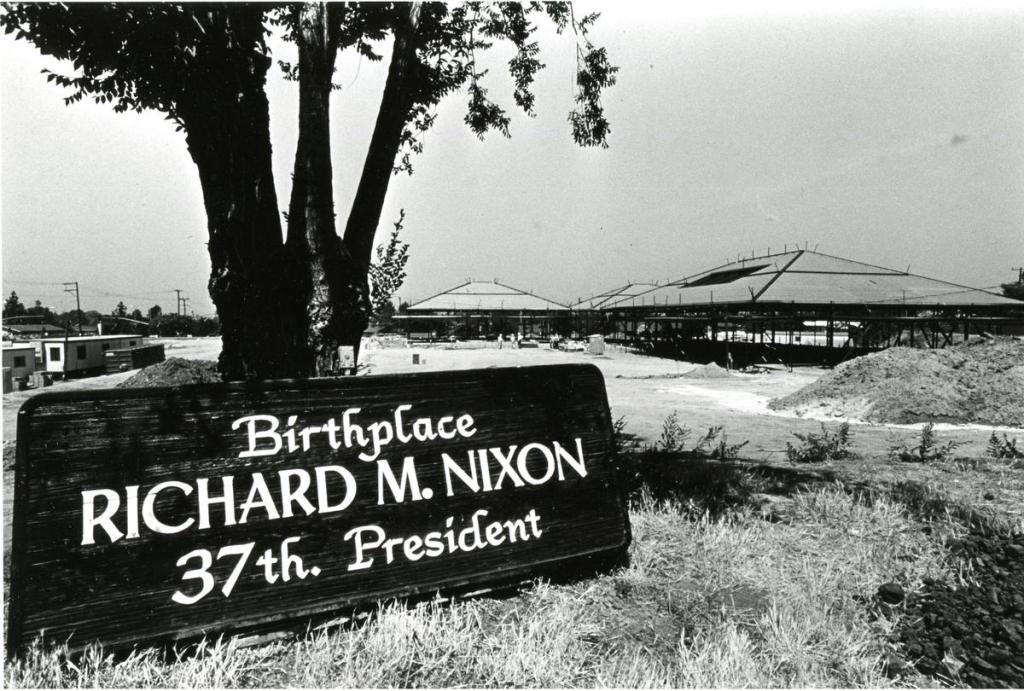 Birthplace
RICHARD M. NIXON
37th. President